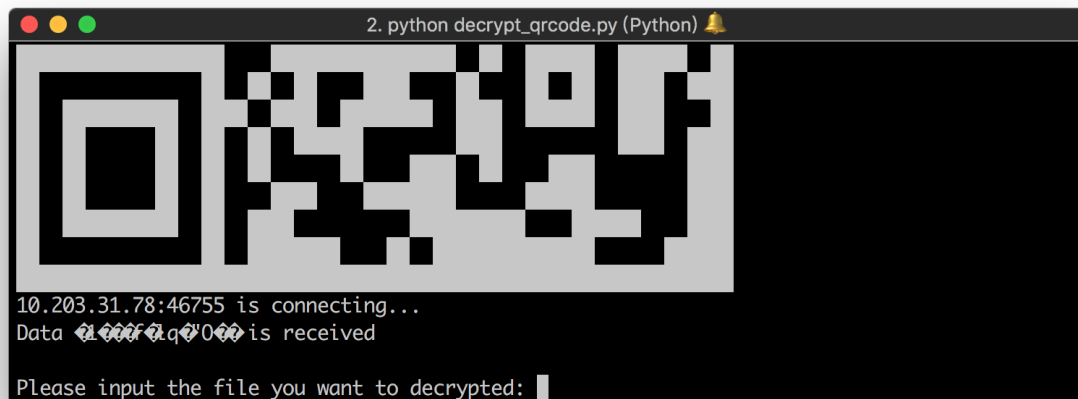 2. python decrypt_qrcode.py (Python)
10.203.31.78:46755 is connecting...
Data is received
Please input the file you want to decrypted: